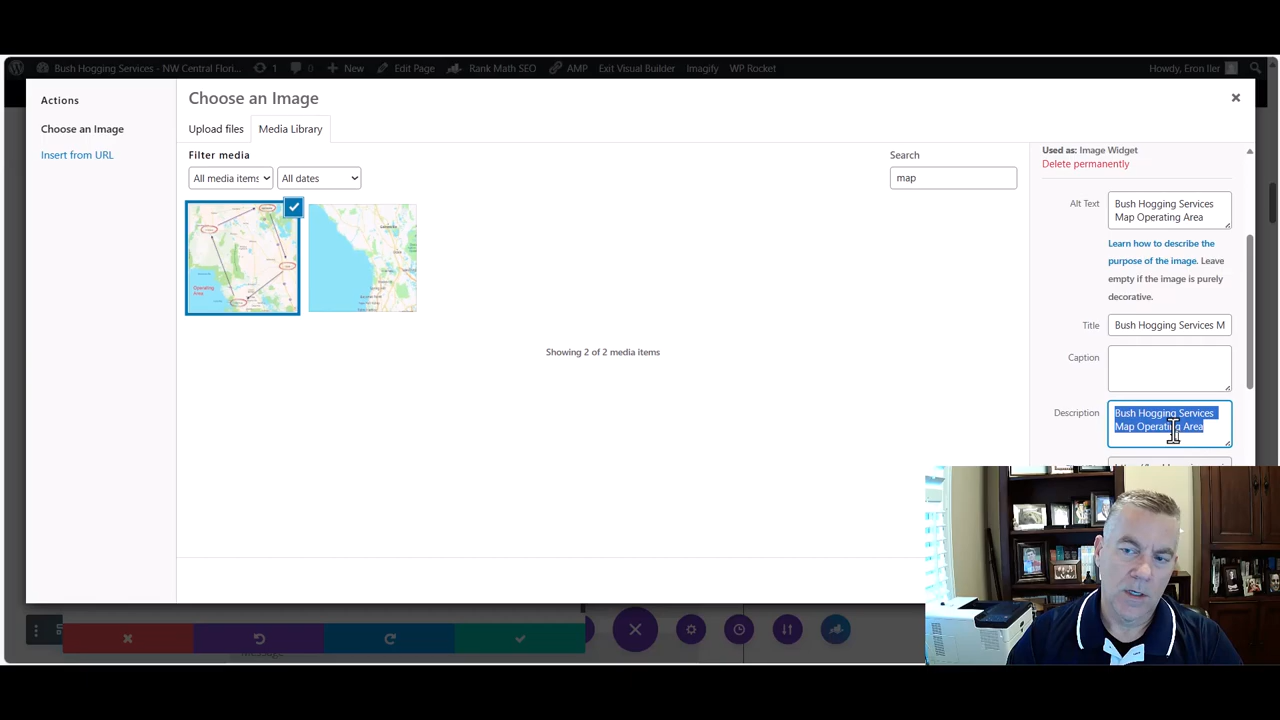 Bush Hogging Services - NW Central Flori...
1
0
New
Edit Page
Rank Math SEO
AMP
Exit Visual Builder
Imagify
WP Rocket
Howdy, Eron Iler
Actions
Choose an Image
Insert from URL
Choose an Image
Upload files
Media Library
Filter media
All media items
All dates
Search
map
Operating
Area
Showing 2 of 2 media items
Used as: Image Widget
Delete permanently
Alt Text
Bush Hogging Services
Map Operating Area
Learn how to describe the
purpose of the image. Leave
empty if the image is purely
decorative.
Title
Bush Hogging Services M
Caption
Description
Bush Hogging Services
Map Operating Area
Message